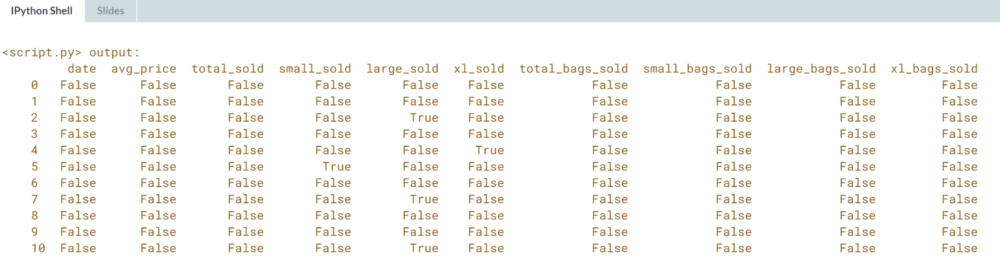 IPython Shell Slides
<script.py> output:
date avg_price total_sold small_sold large_sold xl_sold total_bags_sold small_bags_sold large_bags_sold xl_bags_sold
0 False False False False False False False False False False
1 False False False False False False False False False False
2 False False False False True False False False False False
3 False False False False False False False False False False
4 False False False False False True False False False False
5 False False False True False False False False False False
6 False False False False False False False False False False
7 False False False False True False False False False False
8 False False False False False False False False False False
9 False False False False False False False False False False
10 False False False False True False False False False False